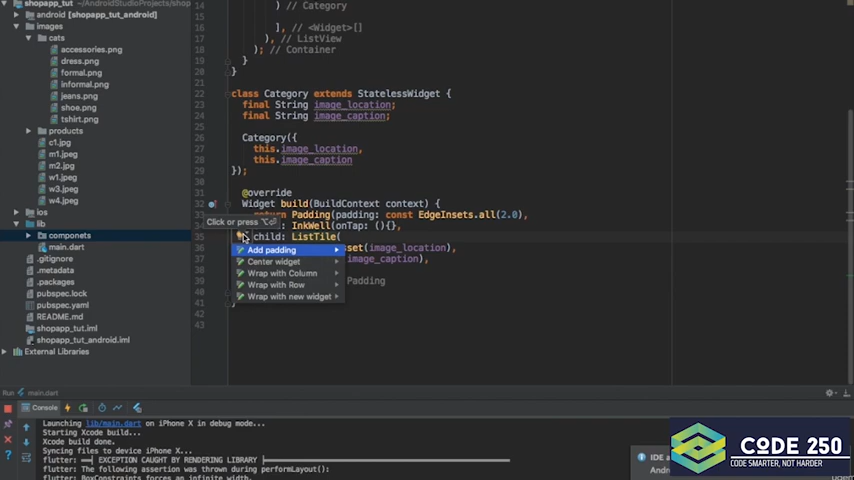 shopapp_tut ~/AndroidStudioProjects/shop
android [shopapp_tut_android]
images
cats
accessories.png
dress.png
formal.png
informal.png
jeans.png
shoe.png
tshirt.png
products
c1.jpg
m1.jpeg
m2.jpg
w1.jpeg
w3.jpeg
w4.jpeg
ios
lib
componets
main.dart
.gitignore
.metadata
.packages
pubspec.lock
pubspec.yaml
README.md
shopapp_tut.iml
shopapp_tut_android.iml
External Libraries
14 ) // Category
15
16 ], // <Widget>[]
17 ), // ListView
18 ); // Container
19 }
20 }
21
22 class Category extends StatelessWidget {
23 final String image_location;
24 final String image_caption;
25
26 Category({
27 this.image_location,
28 this.image_caption
29 });
30
31 @override
32 Widget build(BuildContext context) {
return Padding(padding: const EdgeInsets.all(2.0),
: InkWell(onTap: (){},
35 child: ListTile(
set(image_location),
image_caption),
Padding
40
41 }
42
43
Click or press ⌥⏎
Add padding
Center widget
Wrap with Column
Wrap with Row
Wrap with new widget
Run main.dart
Console
Launching lib/main.dart on iPhone X in debug mode...
Starting Xcode build...
Xcode build done.
Syncing files to device iPhone X...
flutter: ══╡ EXCEPTION CAUGHT BY RENDERING LIBRARY ╞══
flutter: The following assertion was thrown during performLayout():
flutter: BoxConstraints forces an infinite width.
IDE a
Andro
CODE 250
CODE SMARTER, NOT HARDER